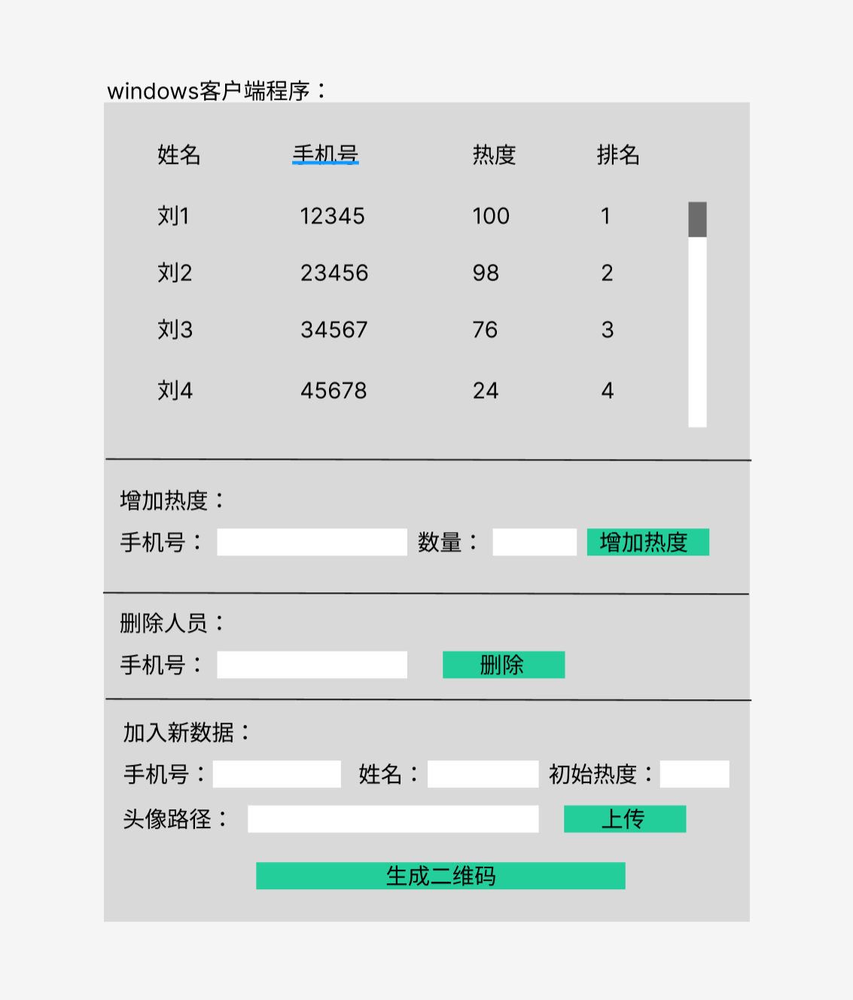 windows客户端程序：
姓名 手机号 热度 排名
刘1 12345 100 1
刘2 23456 98 2
刘3 34567 76 3
刘4 45678 24 4
增加热度：
手机号： 数量： 增加热度
删除人员：
手机号： 删除
加入新数据：
手机号： 姓名： 初始热度：
头像路径： 上传
生成二维码